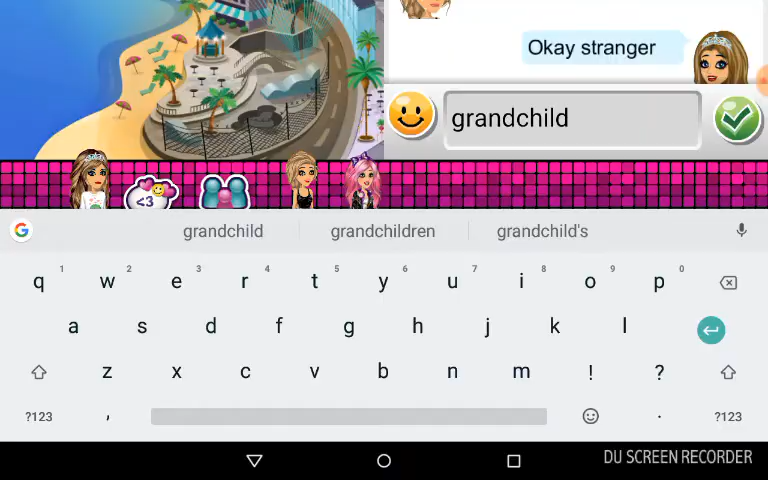 Okay stranger
grandchild
<3
grandchild grandchildren grandchild's
1 2 3 4 5 6 7 8 9 0
q w e r t y u i o p
a s d f g h j k l
z x c v b n m ! ?
?123 , . ?123
DU SCREEN RECORDER